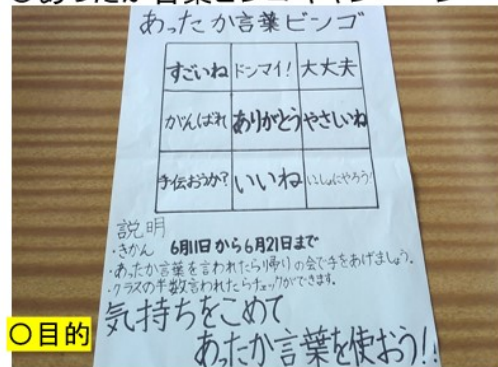 あったか言葉ビンゴ
すごいね ドンマイ! 大丈夫
がんばれ ありがとう やさしいね
手伝おうか? いいね いっしょにやろう!
説明
・きかん 6月11日から6月21日まで
・あったか言葉を言われたら帰りの会で手をあげましょう。
・クラスの半数言われたらチェックができます。
気持ちをこめて
あったか言葉を使おう!!
○目的